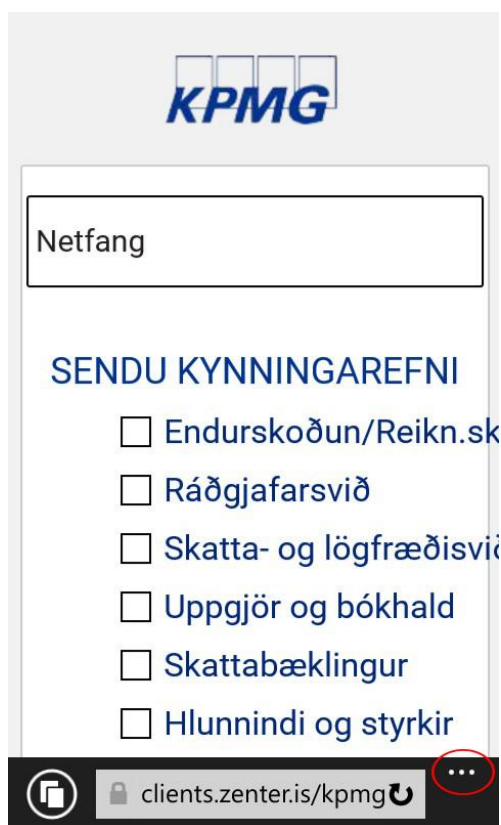 KPMG
Netfang
SENDU KYNNINGAREFNI
Endurskoðun/Reikn.sk
Ráðgjafarsvið
Skatta- og lögfræðisvið
Uppgjör og bókhald
Skattabæklingur
Hlunnindi og styrkir
clients.zenter.is/kpmg